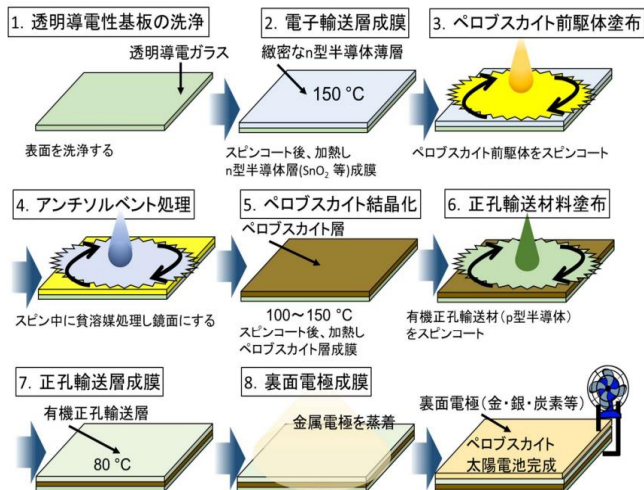 1. 透明導電性基板の洗浄
透明導電ガラス
表面を洗浄する
2. 電子輸送層成膜
緻密なn型半導体薄層
150 °C
スピンコート後、加熱し
n型半導体層(SnO₂ 等)成膜
3. ペロブスカイト前駆体塗布
ペロブスカイト前駆体をスピンコート
4. アンチソルベント処理
スピン中に貧溶媒処理し鏡面にする
5. ペロブスカイト結晶化
ペロブスカイト層
100～150 °C
スピンコート後、加熱し
ペロブスカイト層成膜
6. 正孔輸送材料塗布
有機正孔輸送材(p型半導体)
をスピンコート
7. 正孔輸送層成膜
有機正孔輸送層
80 °C
8. 裏面電極成膜
金属電極を蒸着
裏面電極(金・銀・炭素等)
ペロブスカイト
太陽電池完成